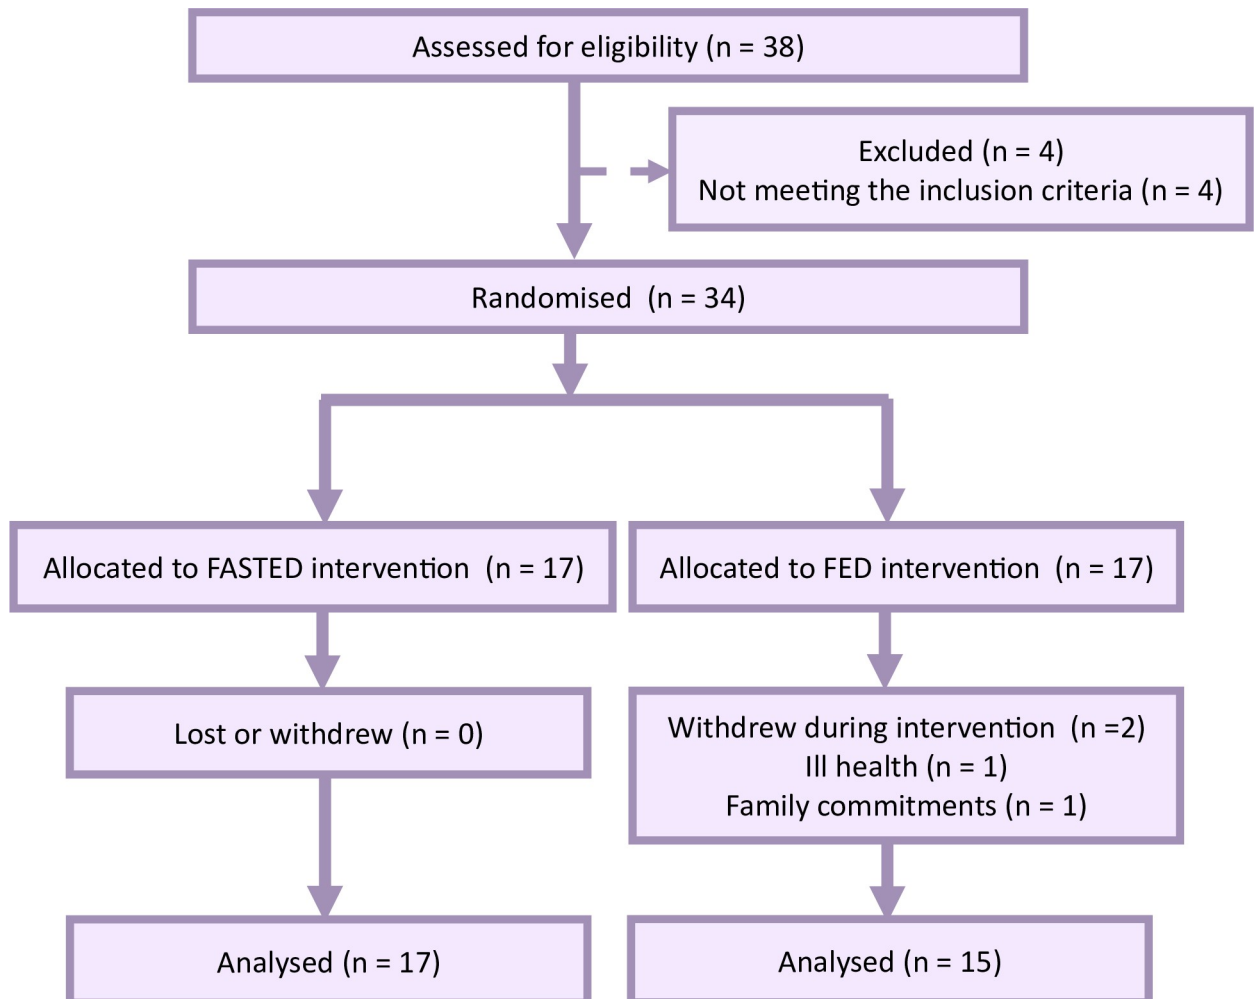 Assessed for eligibility (n = 38)
Excluded (n = 4)
Not meeting the inclusion criteria (n = 4)
Randomised  (n = 34)
Allocated to FASTED intervention  (n = 17)
Allocated to FED intervention  (n = 17)
Lost or withdrew (n = 0)
Withdrew during intervention  (n =2)
Ill health (n = 1)
Family commitments (n = 1)
Analysed (n = 17)
Analysed (n = 15)